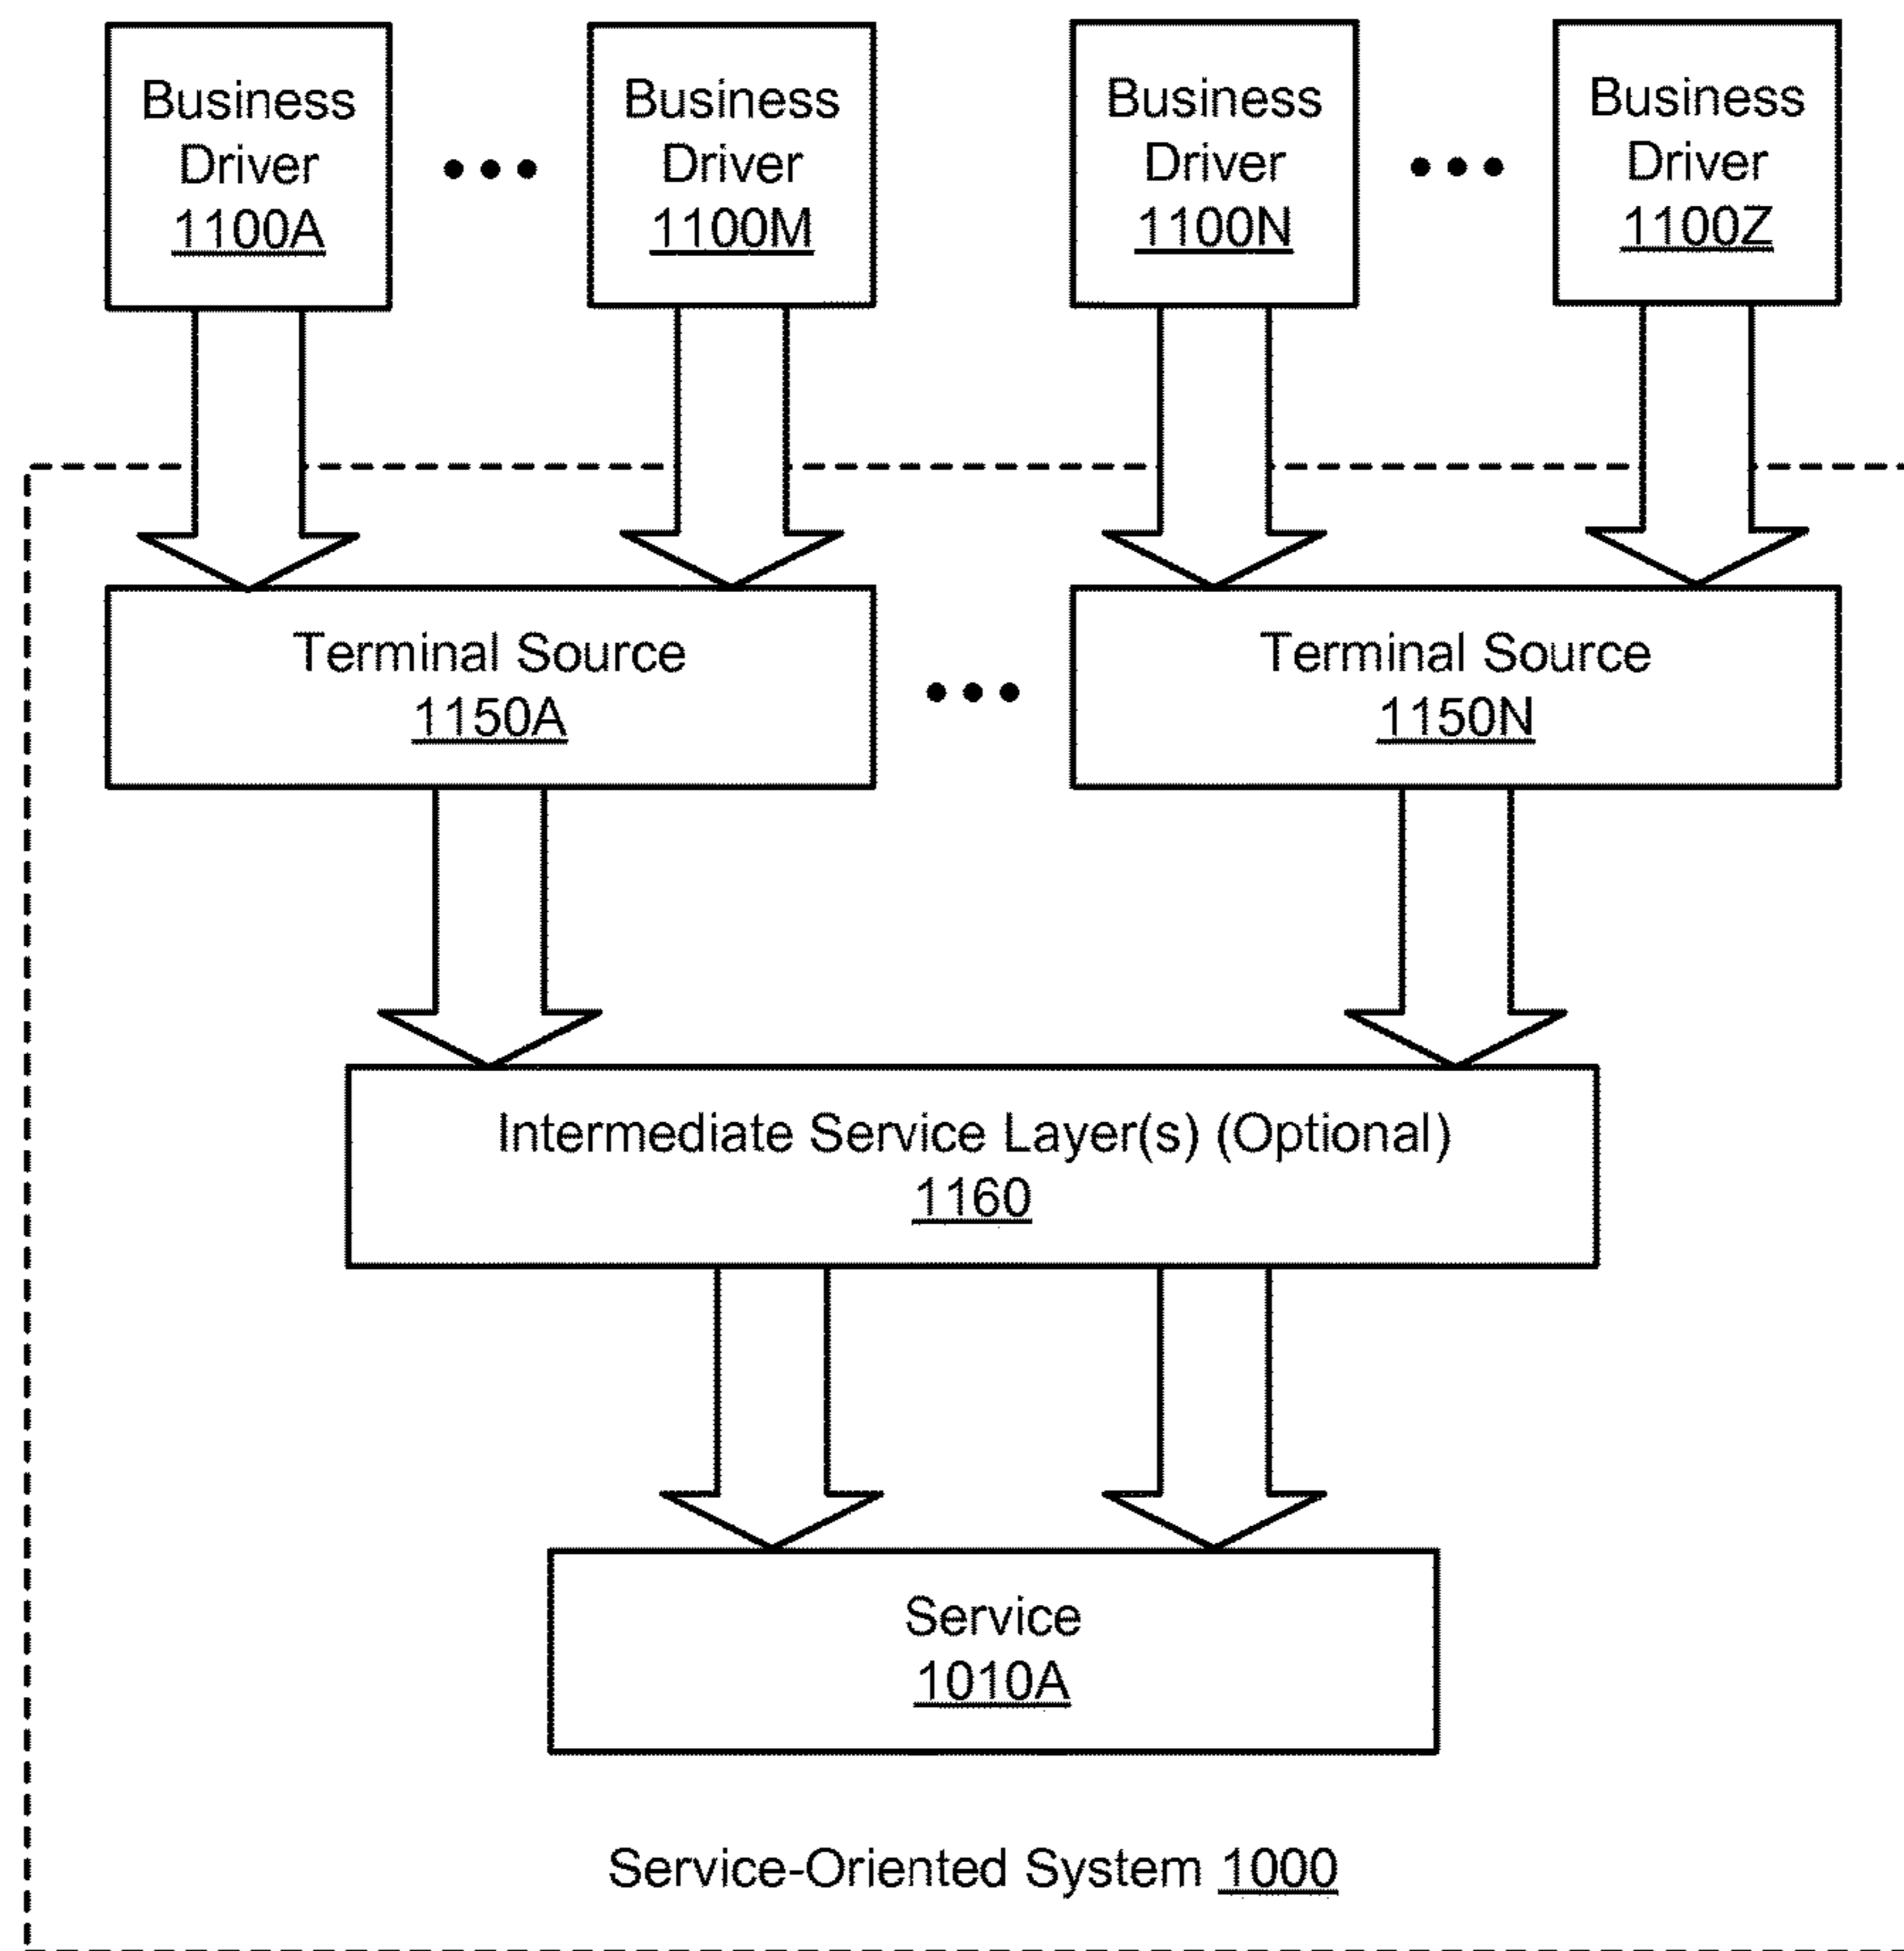 Business
Driver
1100A
Business
Driver
1100M
Business
Driver
1100N
Business
Driver
1100Z
Terminal Source
1150A
Terminal Source
1150N
Intermediate Service Layer(s) (Optional)
1160
Service
1010A
Service-Oriented System 1000